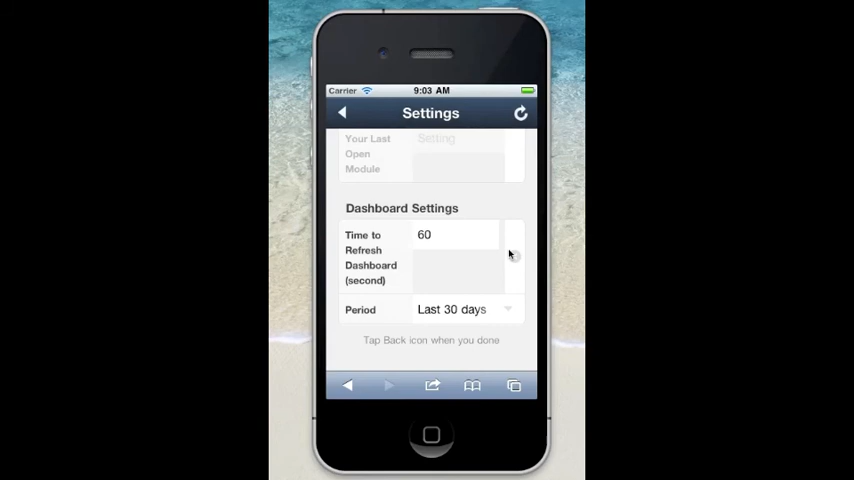 Carrier 9:03 AM
Settings
Your Last Setting
Open
Module
Dashboard Settings
Time to 60
Refresh
Dashboard
(second)
Period Last 30 days
Tap Back icon when you done